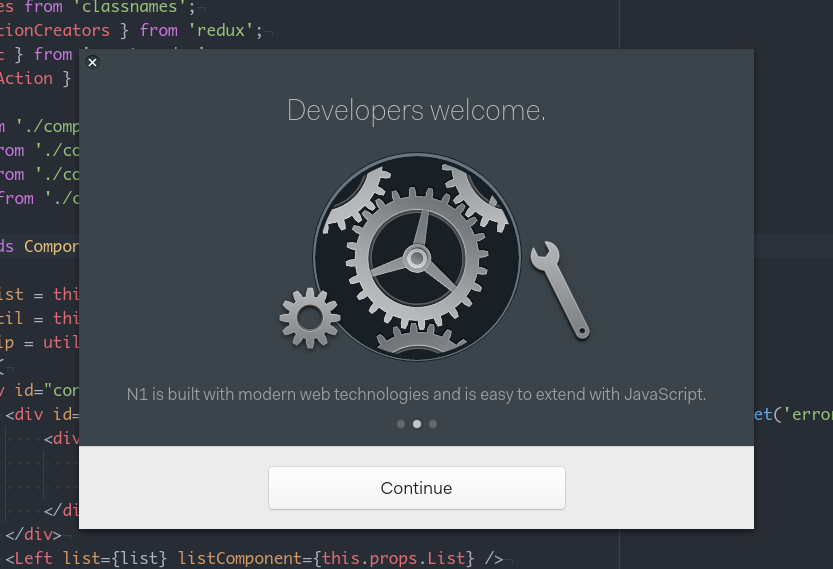 es from 'classnames';
tionCreators } from 'redux';
t } from
Action }
Developers welcome.
m './comp
rom './co
rom './co
from './c
ds Compon
ist = thi
til = thi
ip = util
(
v id="con
N1 is built with modern web technologies and is easy to extend with JavaScript.
<div id=
et('error
<div
Continue
</di
</div>
<Left list={list} listComponent={this.props.List} />